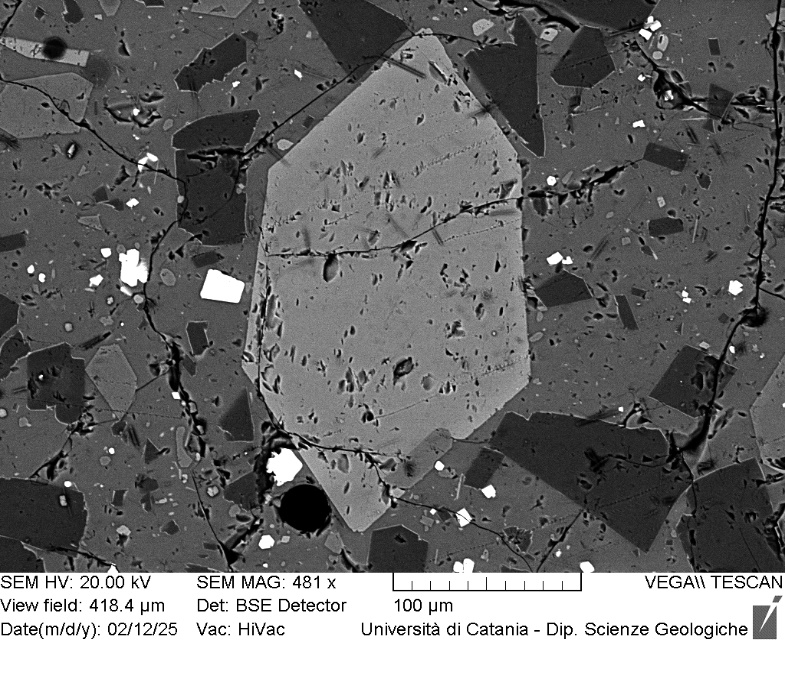 SEM HV: 20.00 kV SEM MAG: 481 x VEGA\\ TESCAN
View field: 418.4 µm Det: BSE Detector 100 µm
Date(m/d/y): 02/12/25 Vac: HiVac Università di Catania - Dip. Scienze Geologiche